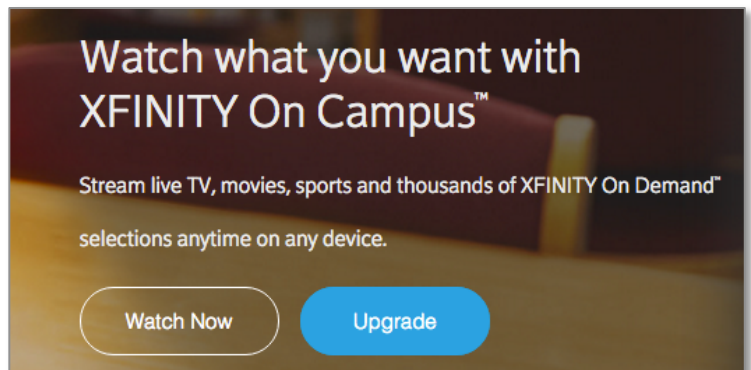 Watch what you want with
XFINITY On Campus™
Stream live TV, movies, sports and thousands of XFINITY On Demand™
selections anytime on any device.
Watch Now
Upgrade